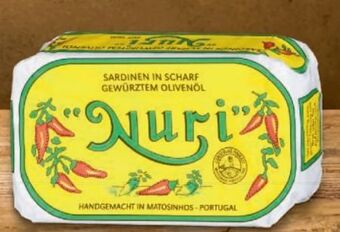 SARDINEN IN SCHARF
GEWÜRZTEM OLIVENÖL
"Nuri"
HANDGEMACHT IN MATOSINHOS - PORTUGAL